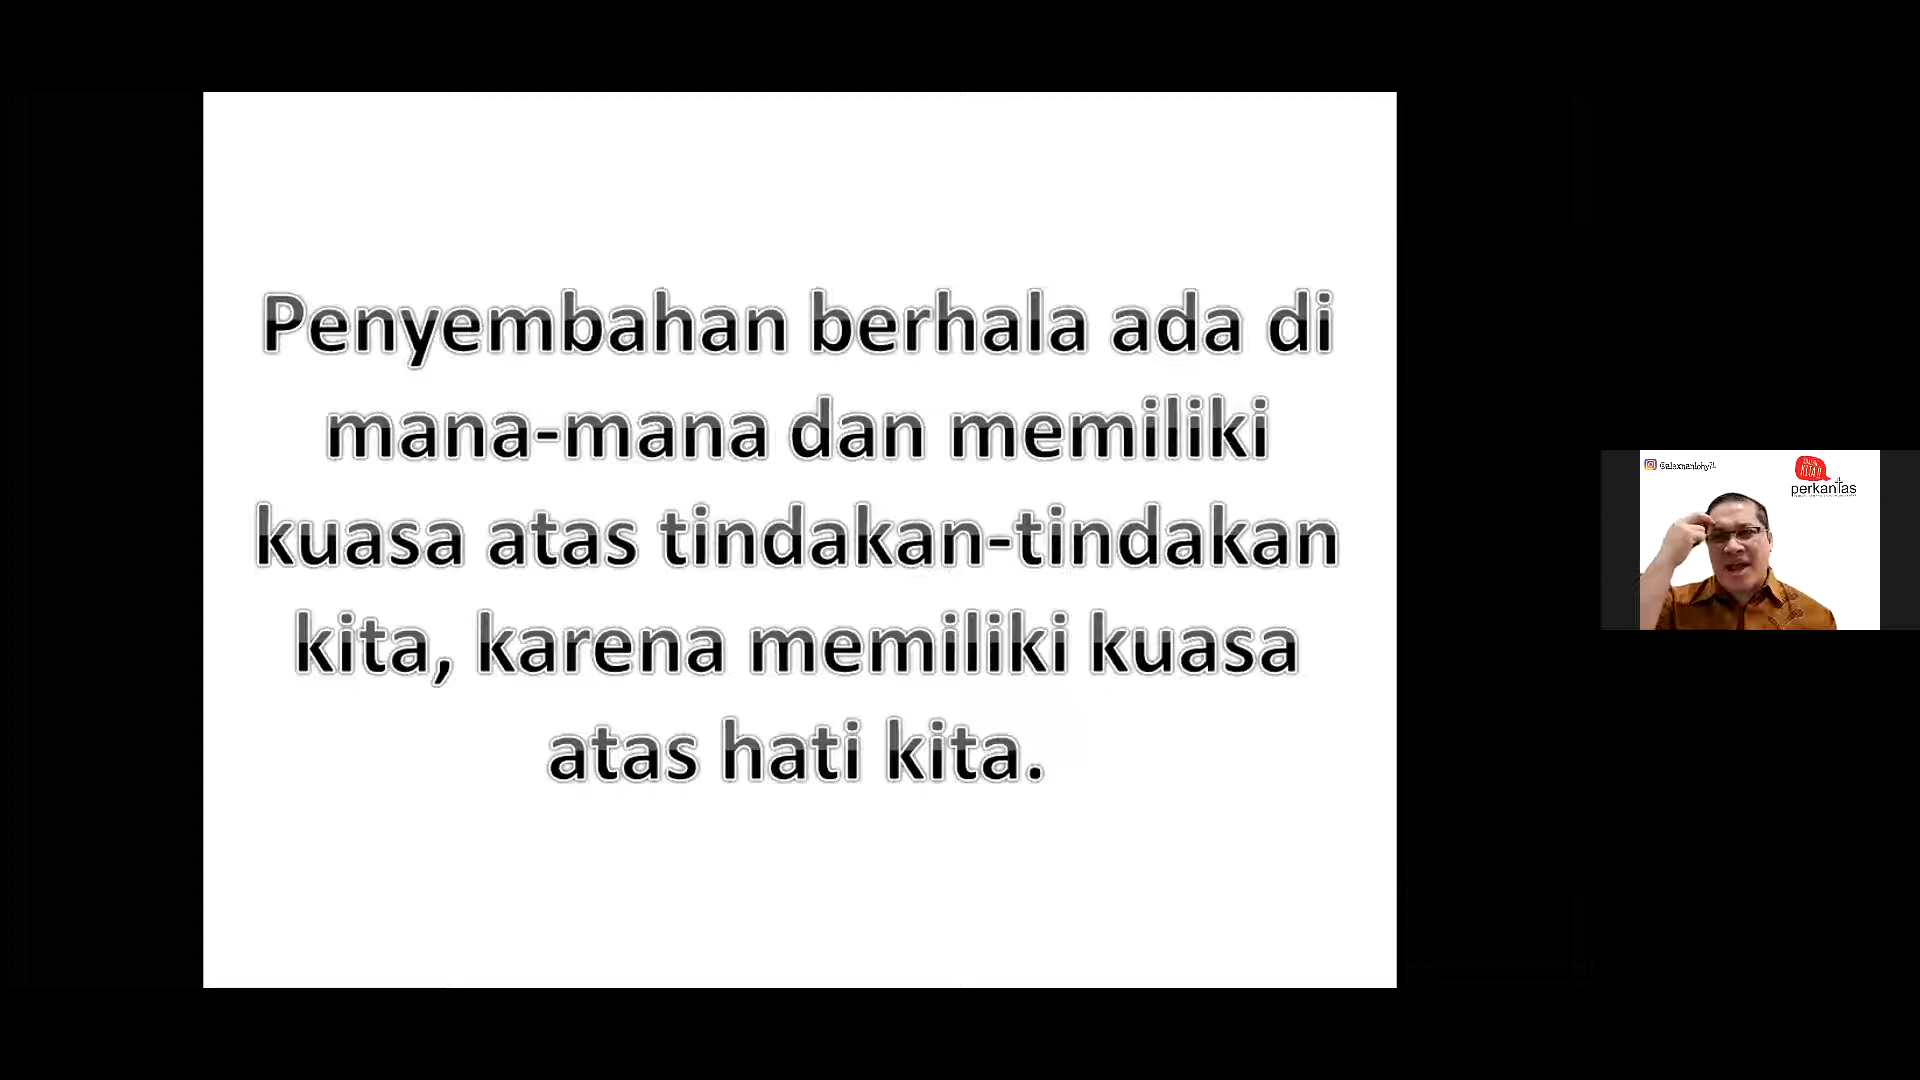 Penyembahan berhala ada di
mana-mana dan memiliki
kuasa atas tindakan-tindakan
kita, karena memiliki kuasa
atas hati kita.
KITA!!
perkantas